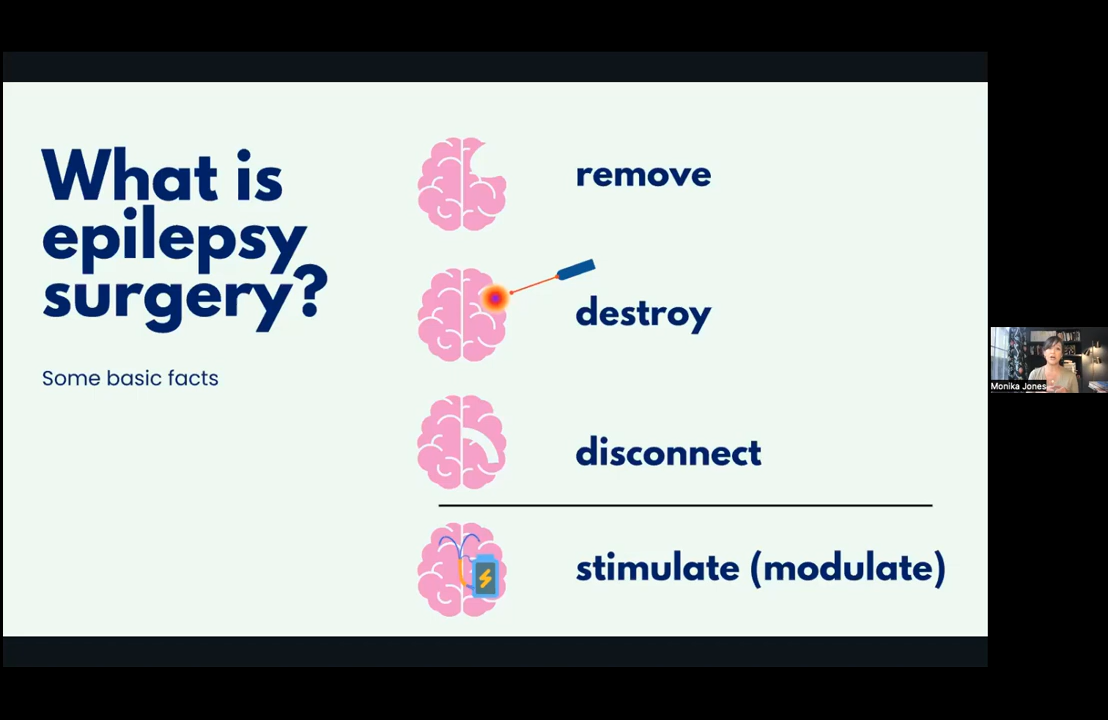 What is
epilepsy
surgery?
Some basic facts
remove
destroy
disconnect
stimulate (modulate)
Monika Jones